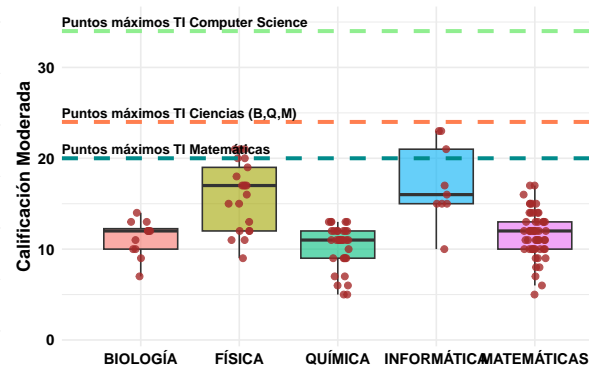 Puntos máximos TI Computer Science
Puntos máximos TI Ciencias (B,Q,M)
Puntos máximos TI Matemáticas
Calificación Moderada
30
20
10
0
BIOLOGÍA FÍSICA QUÍMICA INFORMÁTICA MATEMÁTICAS